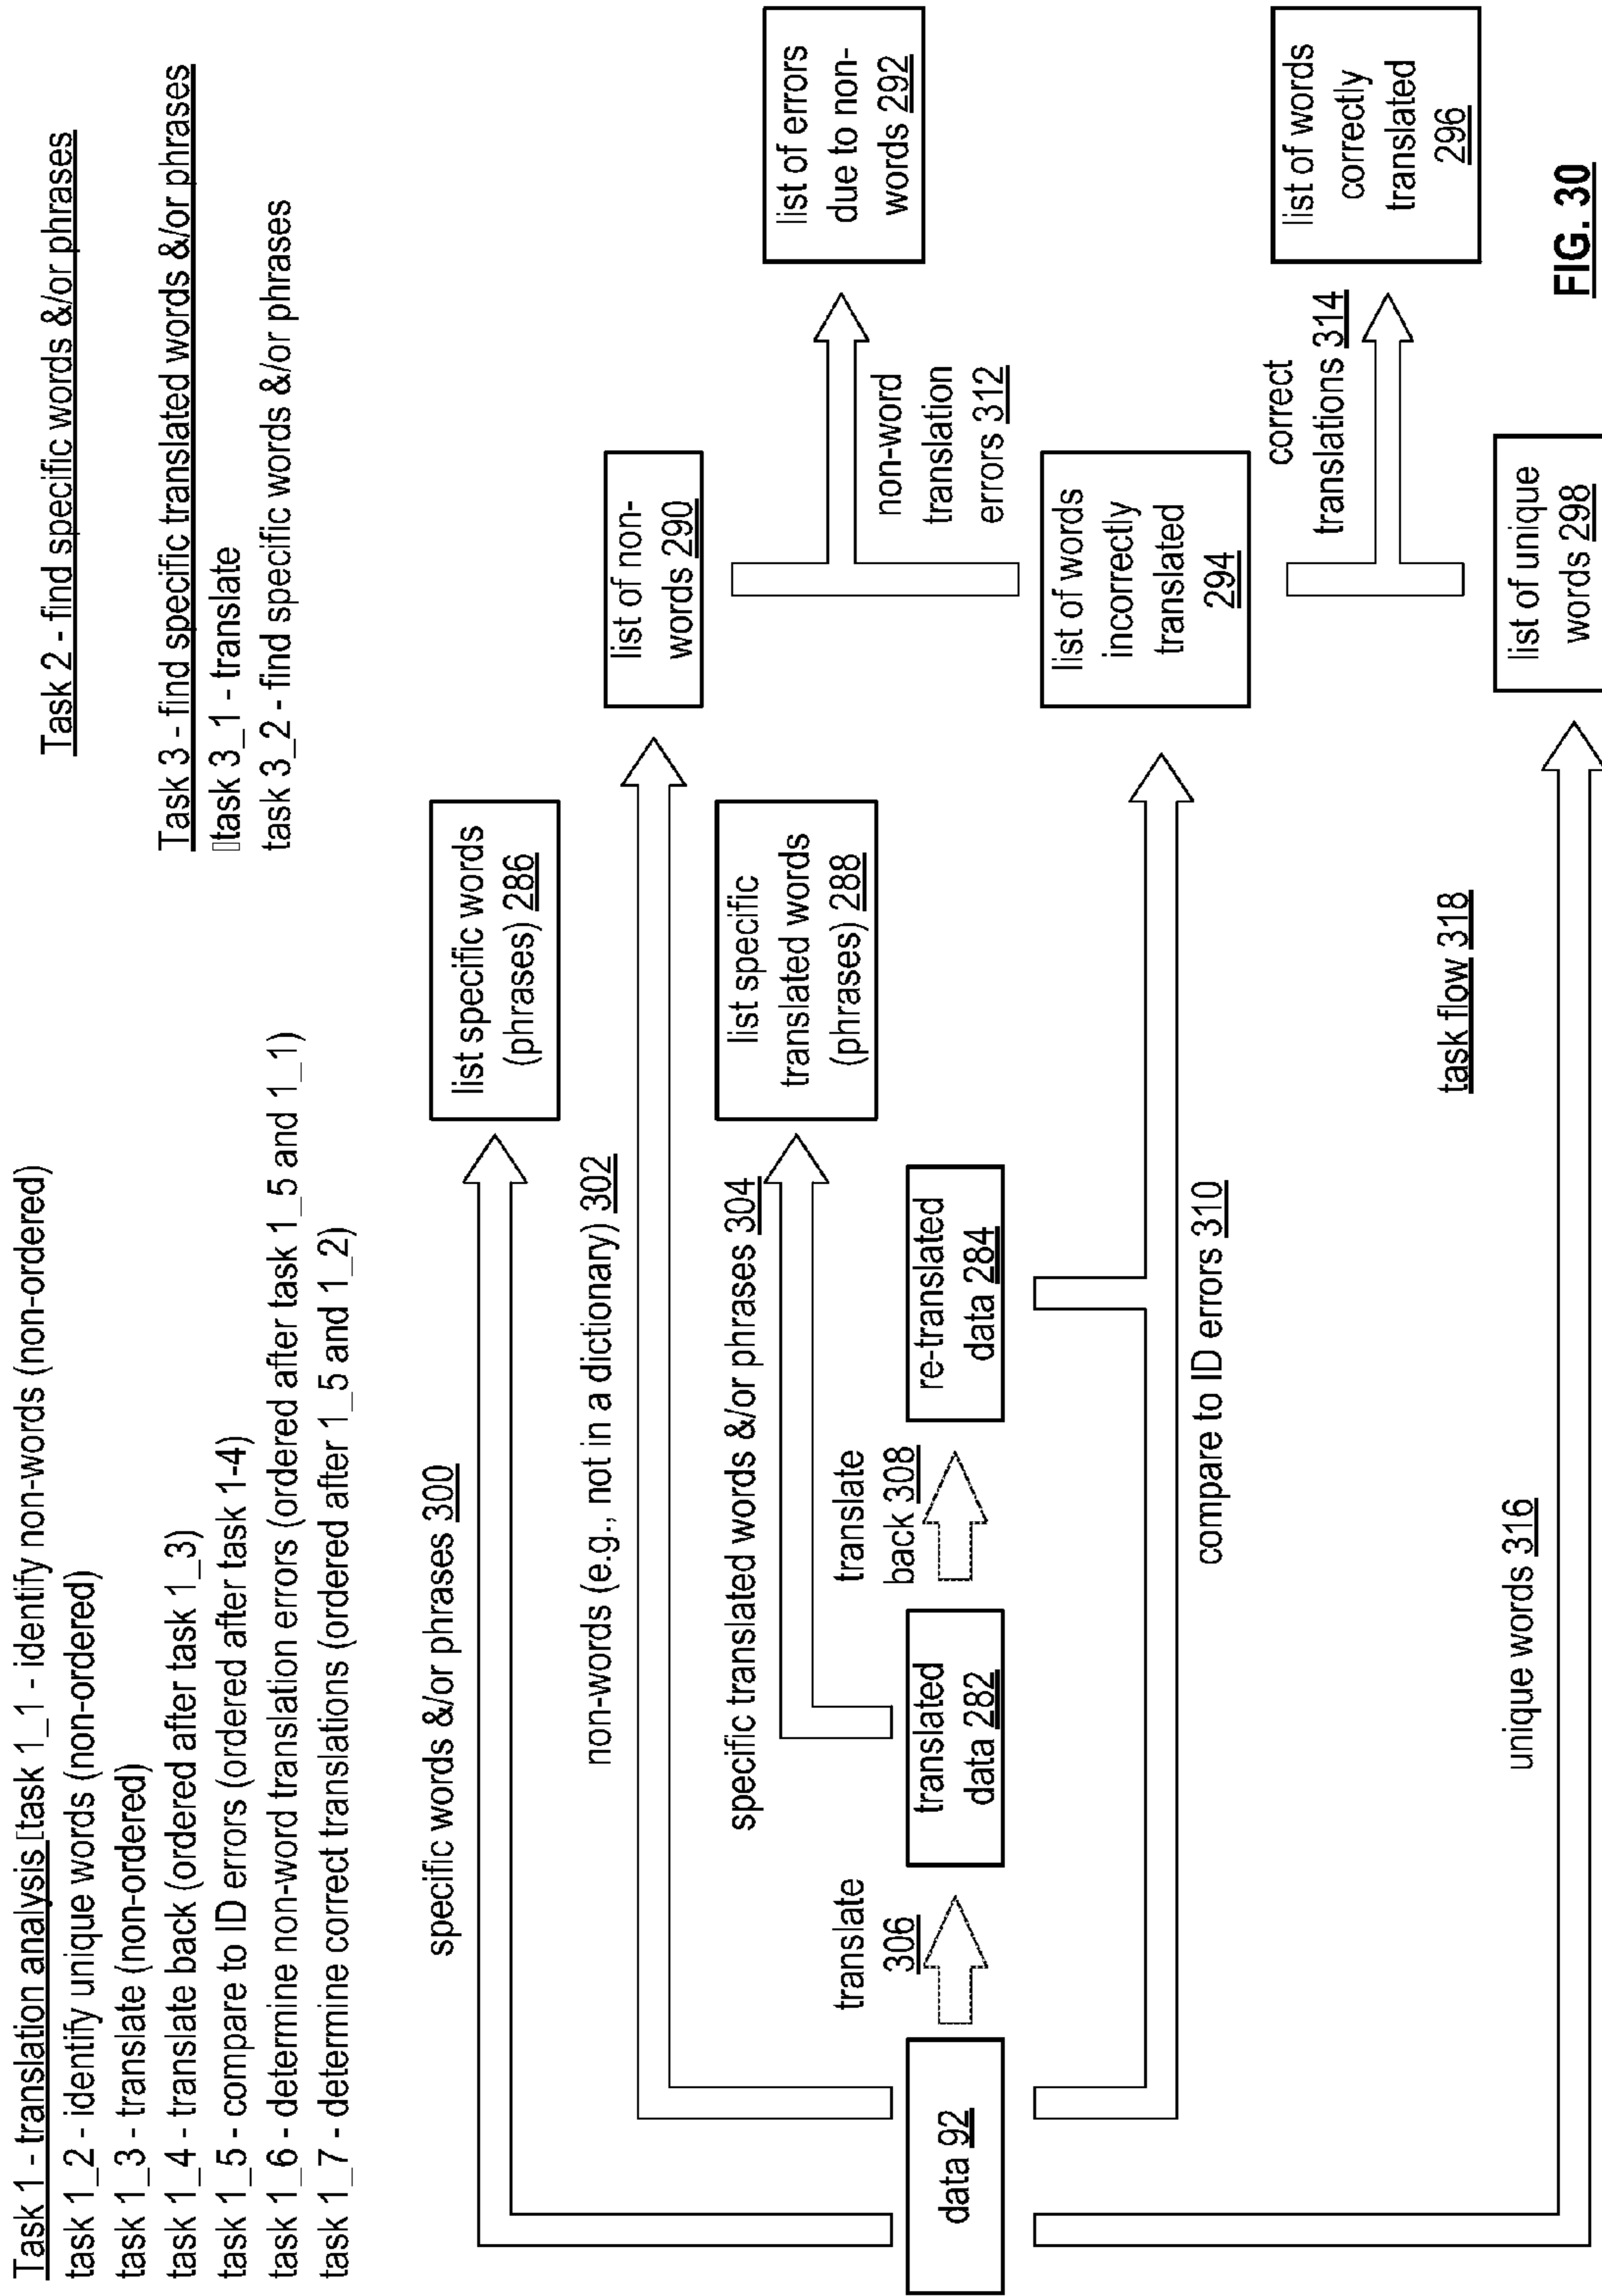 Task 1 - translation analysis [task 1_1 - identify non-words (non-ordered)
task 1_2 - identify unique words (non-ordered)
task 1_3 - translate (non-ordered)
task 1_4 - translate back (ordered after task 1_3)
task 1_5 - compare to ID errors (ordered after task 1-4)
task 1_6 - determine non-word translation errors (ordered after task 1_5 and 1_1)
task 1_7 - determine correct translations (ordered after 1_5 and 1_2)
Task 2 - find specific words &/or phrases
Task 3 - find specific translated words &/or phrases
task 3_1 - translate
task 3_2 - find specific words &/or phrases
specific words &/or phrases 300
list specific words
(phrases) 286
non-words (e.g., not in a dictionary) 302
list of non-
words 290
specific translated words &/or phrases 304
list specific
translated words
(phrases) 288
list of errors
due to non-
words 292
non-word
translation
errors 312
data 92
translate
306
translated
data 282
translate
back 308
re-translated
data 284
compare to ID errors 310
list of words
incorrectly
translated
294
correct
translations 314
list of words
correctly
translated
296
unique words 316
task flow 318
list of unique
words 298
FIG. 30